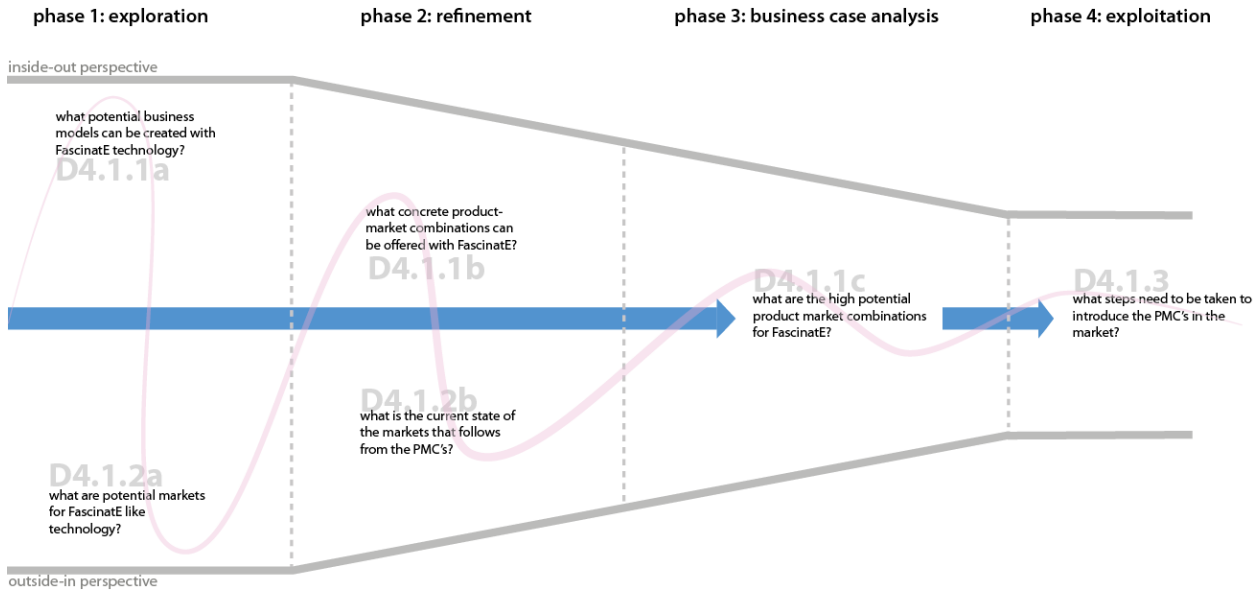 phase 1: exploration
phase 2: refinement
phase 3: business case analysis
phase 4: exploitation
inside-out perspective
what potential business
models can be created with
FascinatE technology?
D4.1.1a
D4.1.2a
what are potential markets
for FascinatE like
technology?
what concrete product-
market combinations can
be offered with FascinatE?
D4.1.1b
D4.1.2b
what is the current state of
the markets that follows
from the PMC's?
D4.1.1c
what are the high potential
product market combinations
for FascinatE?
D4.1.3
what steps need to be taken to
introduce the PMC's in the
market?
outside-in perspective